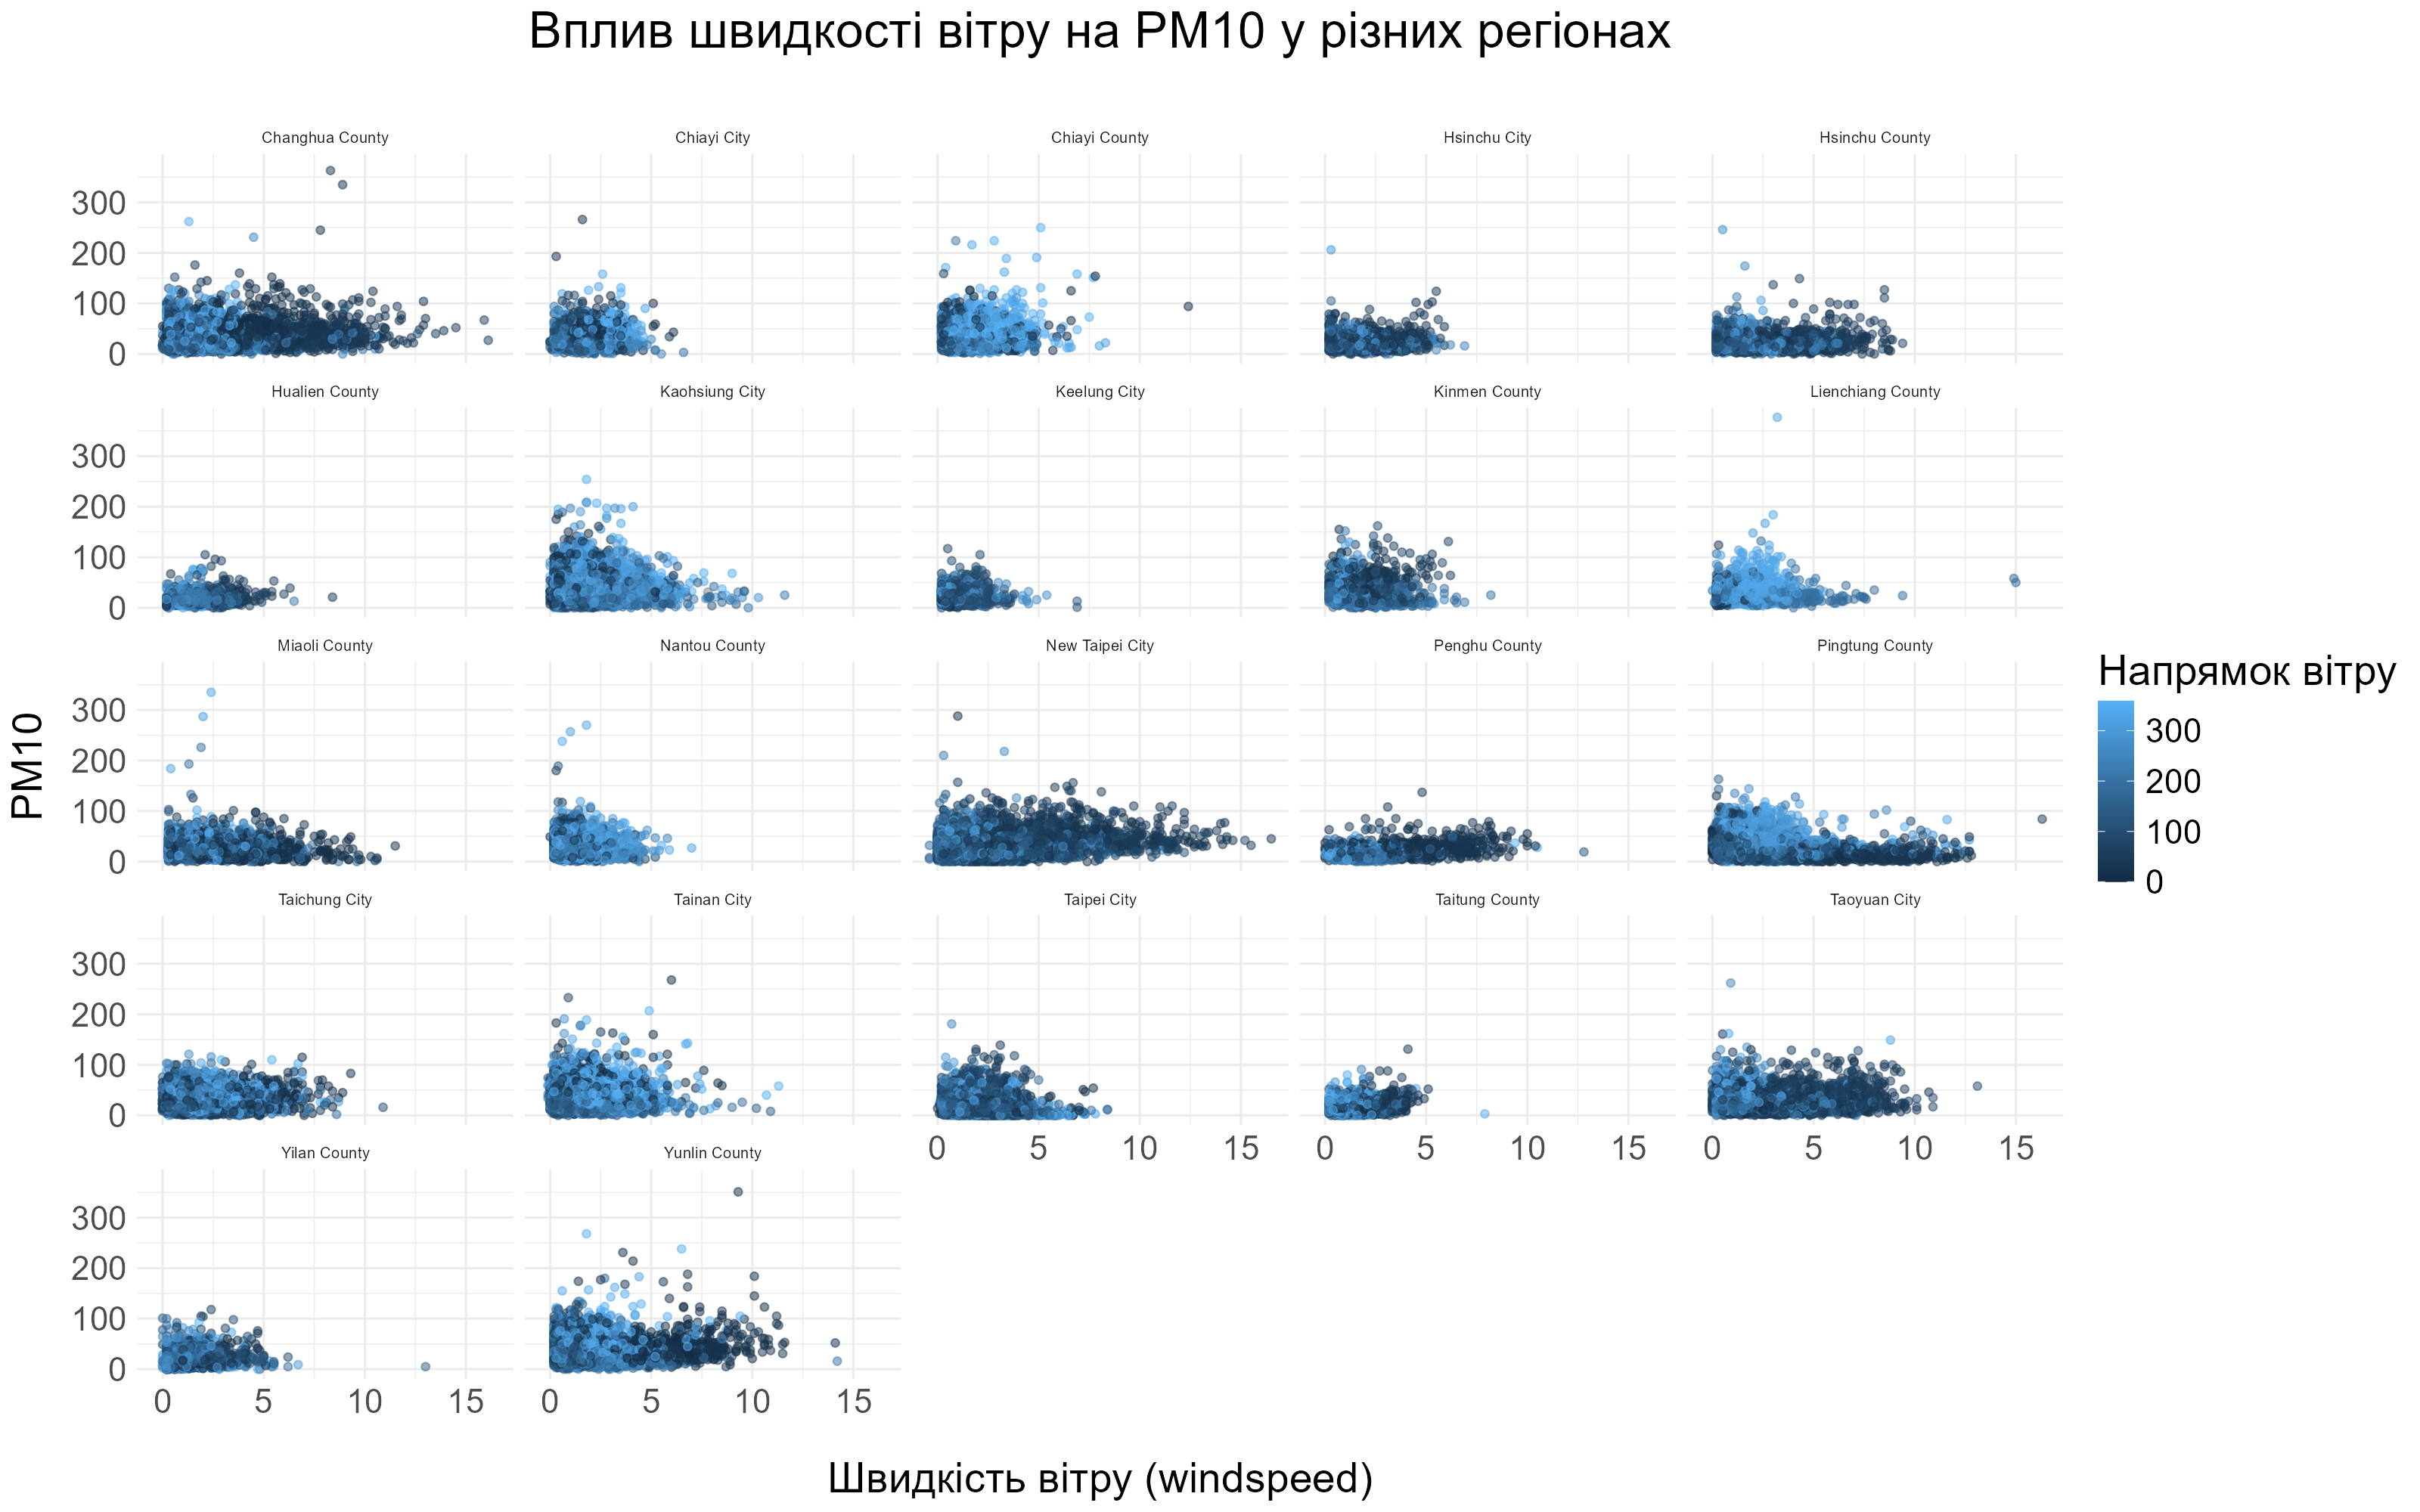 Вплив швидкості вітру на PM10 у різних регіонах
Changhua County
Chiayi City
Chiayi County
Hsinchu City
Hsinchu County
300
200
100
0
Hualien County
Kaohsiung City
Keelung City
Kinmen County
Lienchiang County
300
200
100
0
Miaoli County
Nantou County
New Taipei City
Penghu County
Pingtung County
300
200
100
0
PM10
Напрямок вітру
300
200
100
0
Taichung City
Tainan City
Taipei City
Taitung County
Taoyuan City
300
200
100
0
0 5 10 15
0 5 10 15
0 5 10 15
Yilan County
Yunlin County
300
200
100
0
0 5 10 15
0 5 10 15
Швидкість вітру (windspeed)